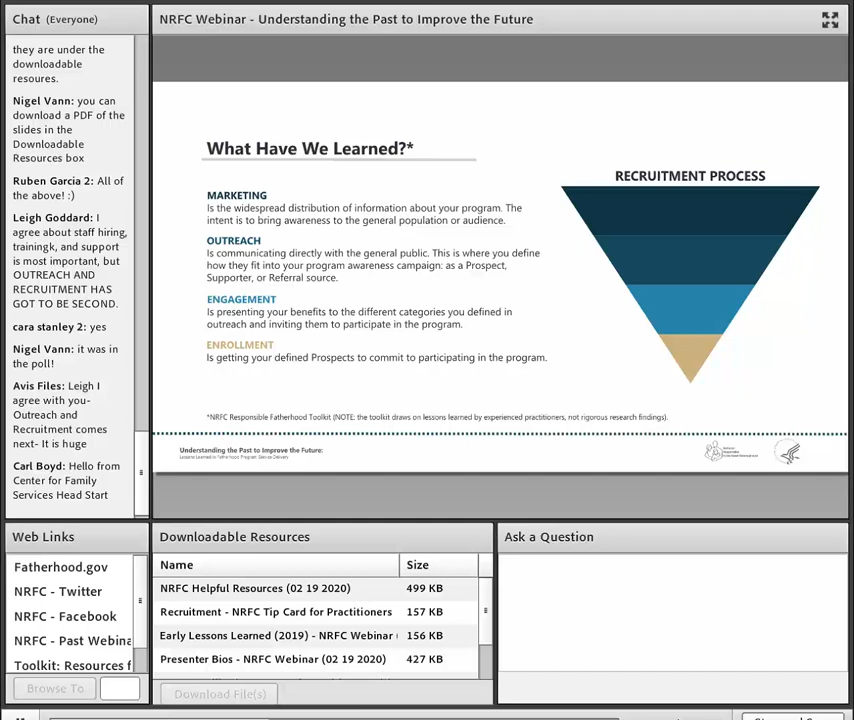 Chat (Everyone)
they are under the
downloadable
resoures.
Nigel Vann: you can
download a PDF of the
slides in the
Downloadable
Resources box
Ruben Garcia 2: All of
the above! :)
Leigh Goddard: I
agree about staff hiring,
trainingk, and support
is most important, but
OUTREACH AND
RECRUITMENT HAS
GOT TO BE SECOND.
cara stanley 2: yes
Nigel Vann: it was in
the poll!
Avis Files: Leigh I
agree with you-
Outreach and
Recruitment comes
next- It is huge
Carl Boyd: Hello from
Center for Family
Services Head Start
NRFC Webinar - Understanding the Past to Improve the Future
What Have We Learned?*
MARKETING
Is the widespread distribution of information about your program. The
intent is to bring awareness to the general population or audience.
OUTREACH
Is communicating directly with the general public. This is where you define
how they fit into your program awareness campaign: as a Prospect,
Supporter, or Referral source.
ENGAGEMENT
Is presenting your benefits to the different categories you defined in
outreach and inviting them to participate in the program.
ENROLLMENT
Is getting your defined Prospects to commit to participating in the program.
RECRUITMENT PROCESS
*NRFC Responsible Fatherhood Toolkit (NOTE: the toolkit draws on lessons learned by experienced practitioners, not rigorous research findings).
Understanding the Past to Improve the Future:
Lessons Learned in Fatherhood Program Service Delivery
Web Links
Fatherhood.gov
NRFC - Twitter
NRFC - Facebook
NRFC - Past Webina
Toolkit: Resources f
Browse To
Downloadable Resources
Name Size
NRFC Helpful Resources (02 19 2020) 499 KB
Recruitment - NRFC Tip Card for Practitioners 157 KB
Early Lessons Learned (2019) - NRFC Webinar ( 156 KB
Presenter Bios - NRFC Webinar (02 19 2020) 427 KB
Download File(s)
Ask a Question